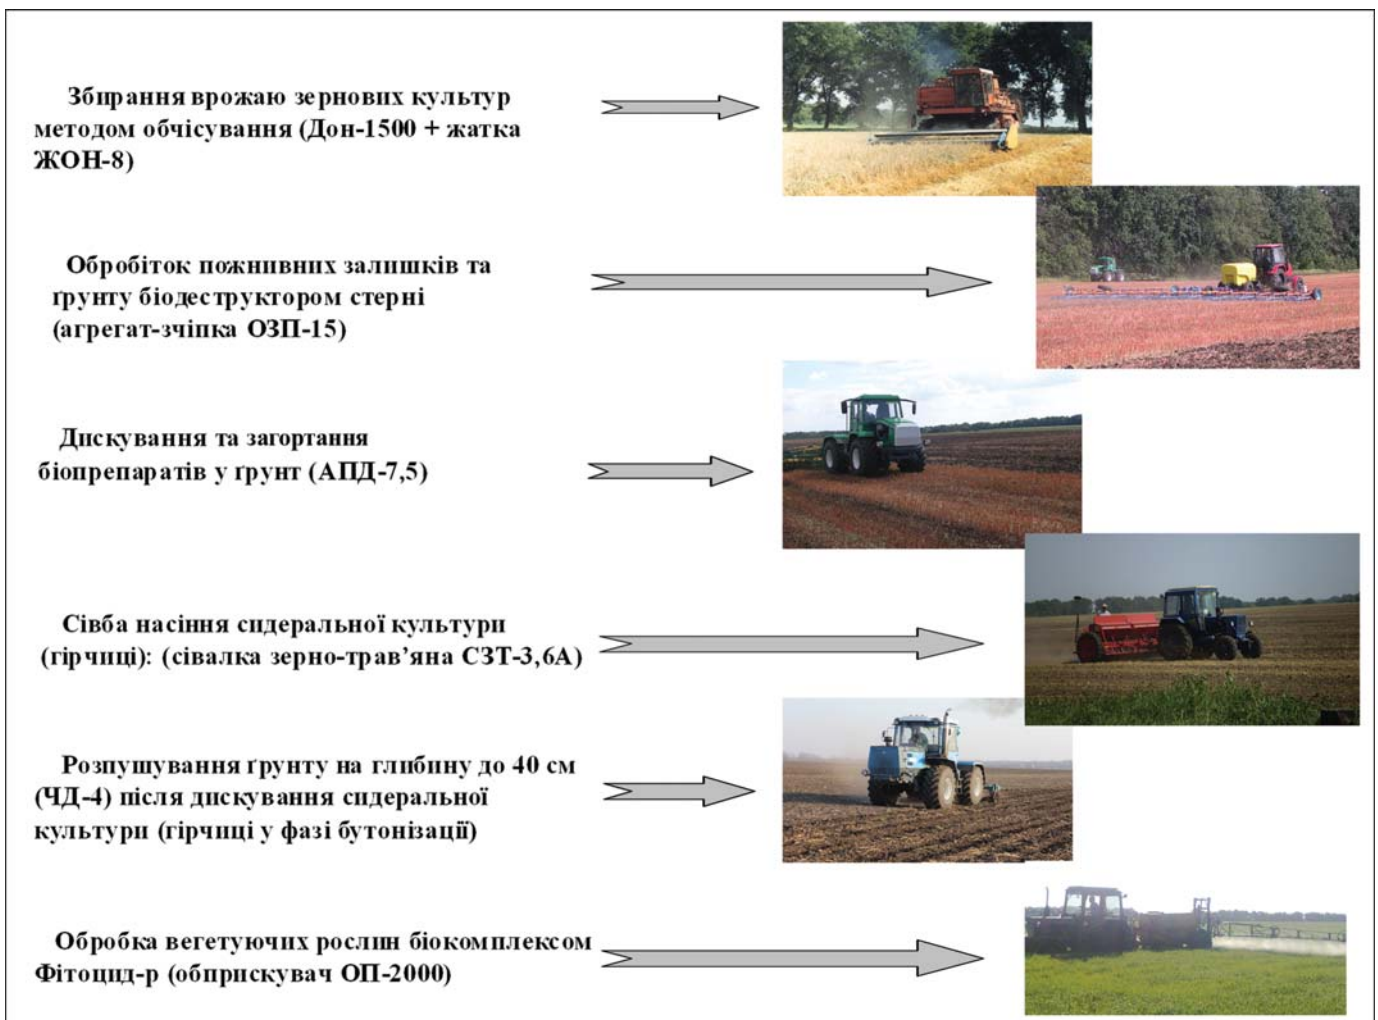 Збирання врожаю зернових культур
методом обчісування (Дон-1500 + жатка
ЖОН-8)
Обробіток пожнивних залишків та
ґрунту біодеструктором стерні
(агрегат-зчіпка ОЗП-15)
Дискування та загортання
біопрепаратів у ґрунт (АПД-7,5)
Сівба насіння сидеральної культури
(гірчиці): (сівалка зерно-трав’яна СЗТ-3,6А)
Розпушування ґрунту на глибину до 40 см
(ЧД-4) після дискування сидеральної
культури (гірчиці у фазі бутонізації)
Обробка вегетуючих рослин біокомплексом
Фітоцид-р (обприскувач ОП-2000)